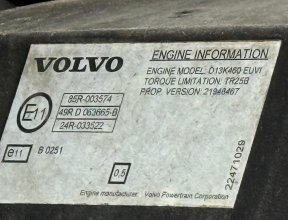 VOLVO
ENGINE INFORMATION
ENGINE MODEL: D13K460 EUVI
TORQUE LIMITATION: TR25B
PROP. VERSION: 21948467
E11
85R-003574
49R D 063665-B
24R-033522
e11
B 0251
0,5
22471029
Engine manufacturer: Volvo Powertrain Corporation